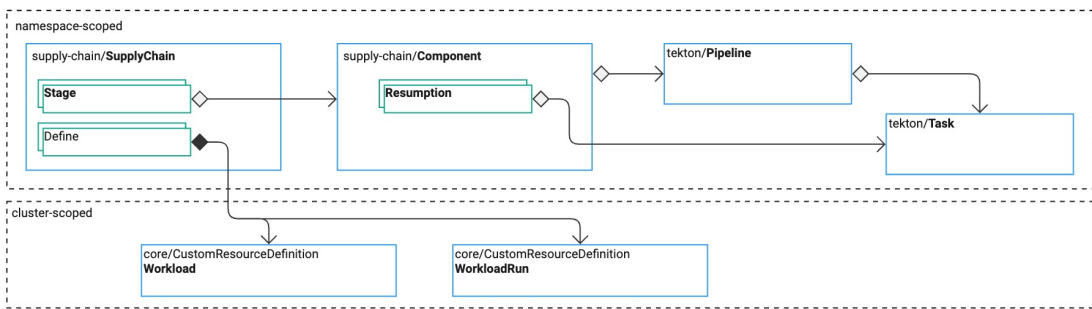 namespace-scoped
supply-chain/SupplyChain
Stage
Define
supply-chain/Component
Resumption
tekton/Pipeline
tekton/Task
cluster-scoped
core/CustomResourceDefinition
Workload
core/CustomResourceDefinition
WorkloadRun